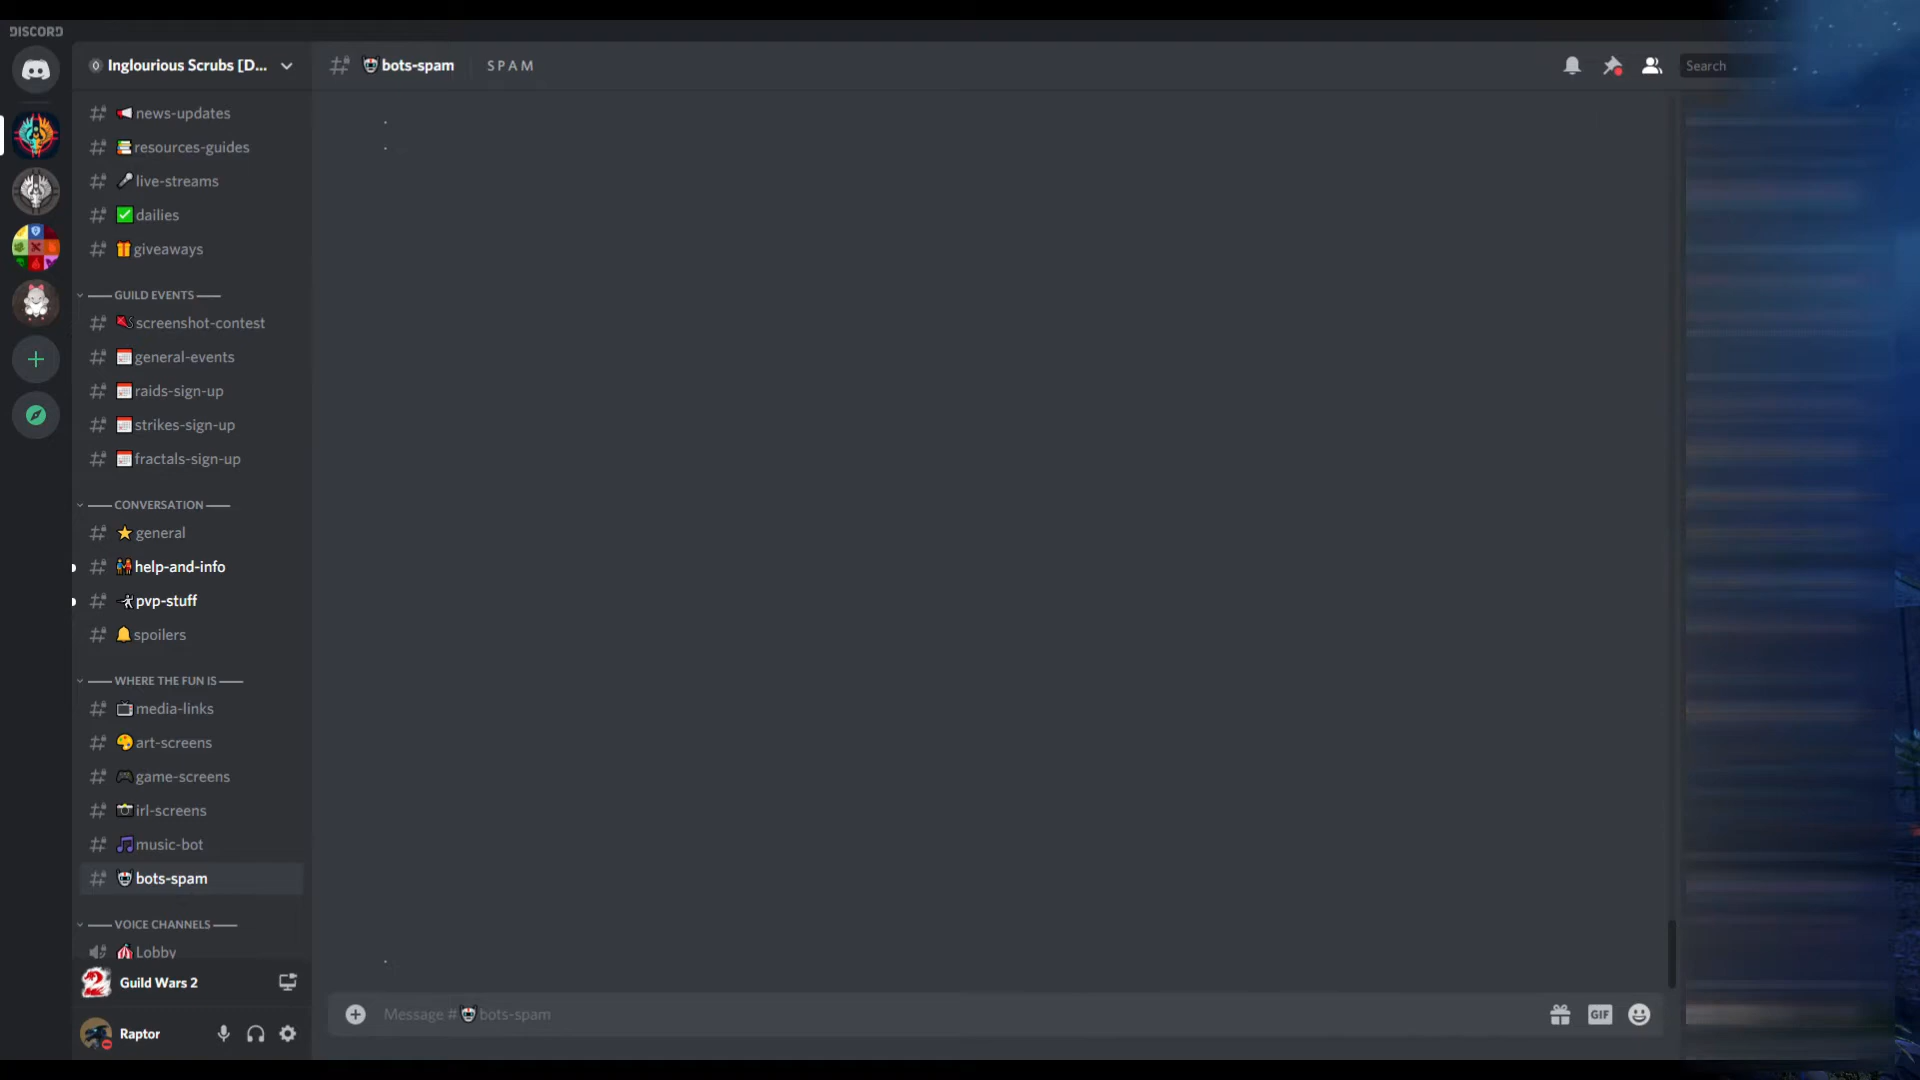 DISCORD
Inglourious Scrubs [D...
bots-spam
SPAM
Search
news-updates
resources-guides
live-streams
dailies
giveaways
GUILD EVENTS
screenshot-contest
general-events
raids-sign-up
strikes-sign-up
fractals-sign-up
CONVERSATION
general
help-and-info
pvp-stuff
spoilers
WHERE THE FUN IS
media-links
art-screens
game-screens
irl-screens
music-bot
bots-spam
VOICE CHANNELS
Lobby
Guild Wars 2
Raptor
Message # bots-spam
GIF